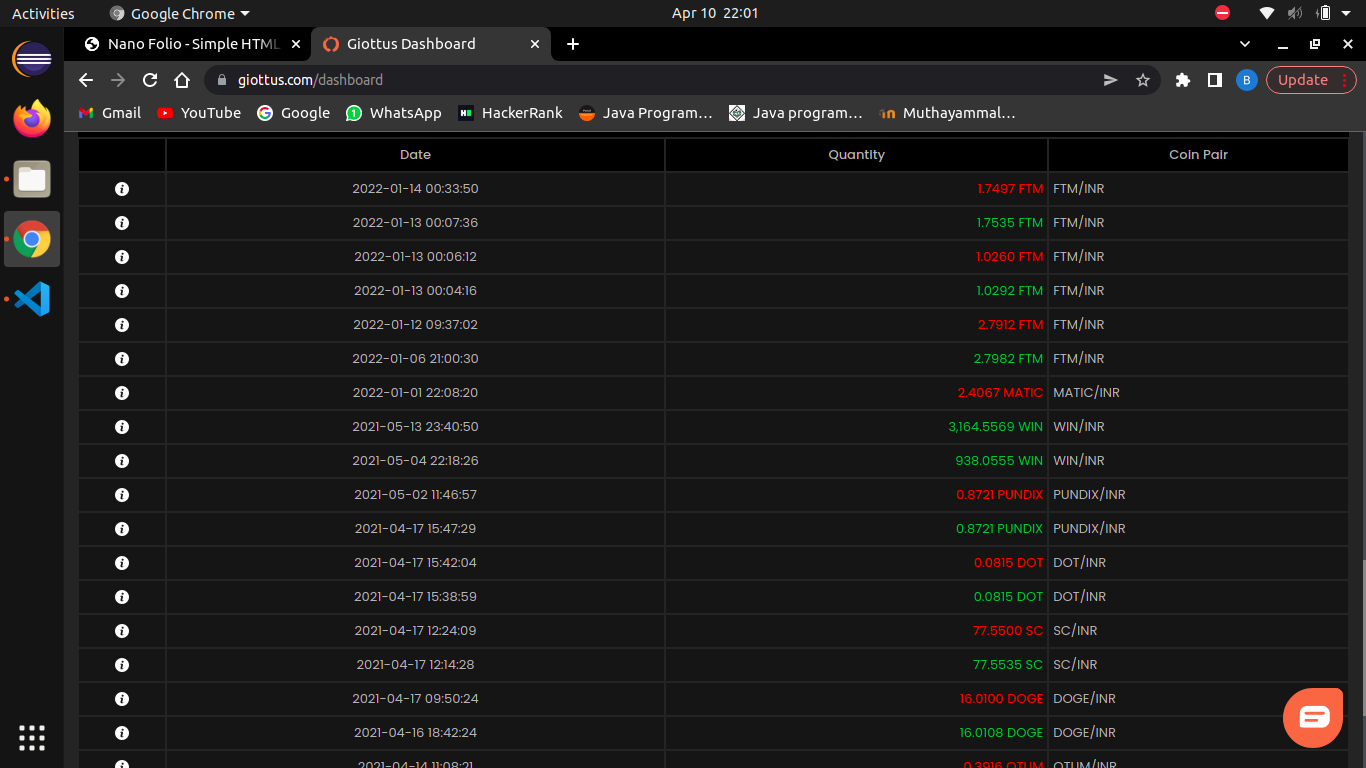 Activities Google Chrome Apr 10 22:01
Nano Folio - Simple HTML Giottus Dashboard
giottus.com/dashboard B Update
Gmail YouTube Google WhatsApp HackerRank Java Program... Java program... Muthayammal...
Date Quantity Coin Pair
2022-01-14 00:33:50 1.7497 FTM FTM/INR
2022-01-13 00:07:36 1.7535 FTM FTM/INR
2022-01-13 00:06:12 1.0260 FTM FTM/INR
2022-01-13 00:04:16 1.0292 FTM FTM/INR
2022-01-12 09:37:02 2.7912 FTM FTM/INR
2022-01-06 21:00:30 2.7982 FTM FTM/INR
2022-01-01 22:08:20 2.4067 MATIC MATIC/INR
2021-05-13 23:40:50 3,164.5569 WIN WIN/INR
2021-05-04 22:18:26 938.0555 WIN WIN/INR
2021-05-02 11:46:57 0.8721 PUNDIX PUNDIX/INR
2021-04-17 15:47:29 0.8721 PUNDIX PUNDIX/INR
2021-04-17 15:42:04 0.0815 DOT DOT/INR
2021-04-17 15:38:59 0.0815 DOT DOT/INR
2021-04-17 12:24:09 77.5500 SC SC/INR
2021-04-17 12:14:28 77.5535 SC SC/INR
2021-04-17 09:50:24 16.0100 DOGE DOGE/INR
2021-04-16 18:42:24 16.0108 DOGE DOGE/INR
2021-04-14 11:08:21 0.3916 QTUM QTUM/INR